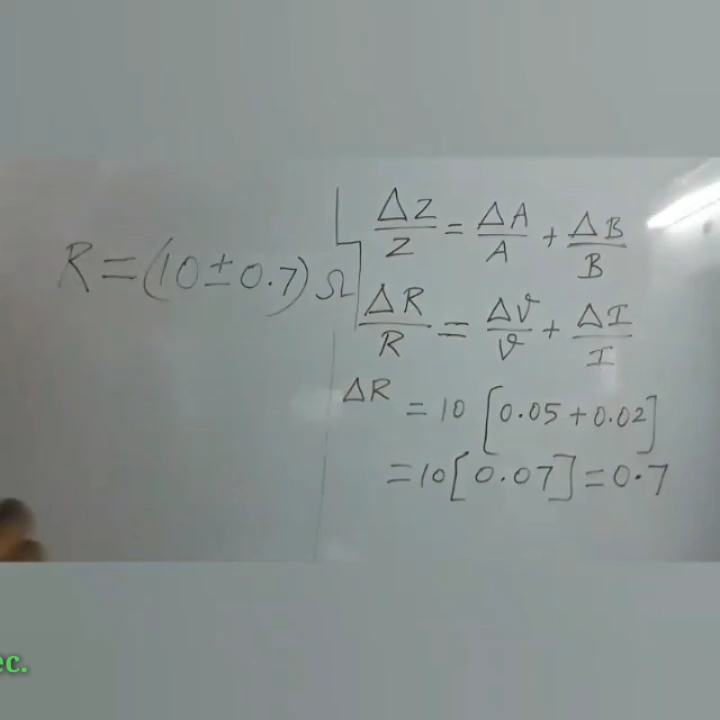 R = (10 ± 0.7) Ω
ΔZ/Z = ΔA/A + ΔB/B
ΔR/R = ΔV/V + ΔI/I
ΔR = 10 [0.05 + 0.02]
= 10 [0.07] = 0.7
ec.